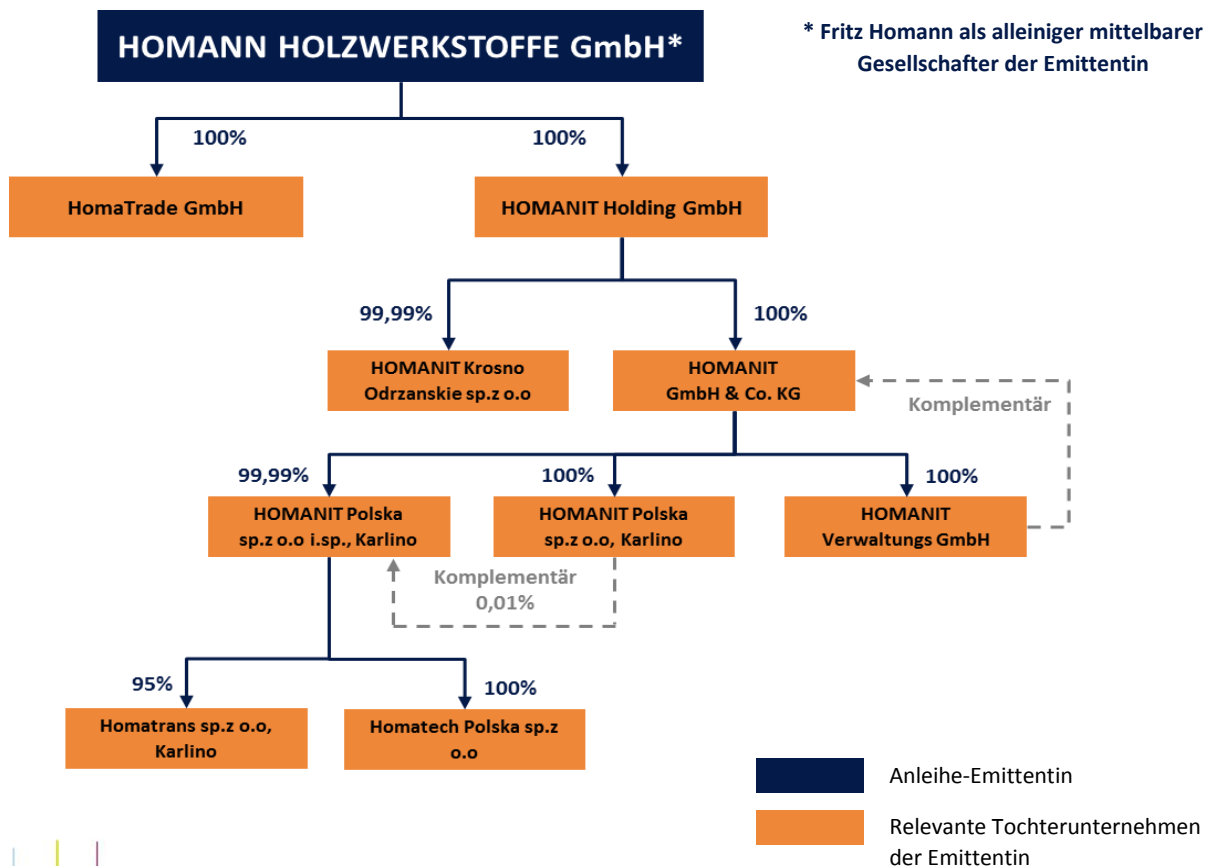 HOMANN HOLZWERKSTOFFE GmbH*
* Fritz Homann als alleiniger mittelbarer
Gesellschafter der Emittentin
100%
100%
HomaTrade GmbH
HOMANIT Holding GmbH
99,99%
100%
HOMANIT Krosno
Odrzanskie sp.z o.o
HOMANIT
GmbH & Co. KG
Komplementär
99,99%
100%
100%
HOMANIT Polska
sp.z o.o i.sp., Karlino
HOMANIT Polska
sp.z o.o, Karlino
HOMANIT
Verwaltungs GmbH
Komplementär
0,01%
95%
100%
Homatrans sp.z o.o,
Karlino
Homatech Polska sp.z
o.o
Anleihe-Emittentin
Relevante Tochterunternehmen
der Emittentin